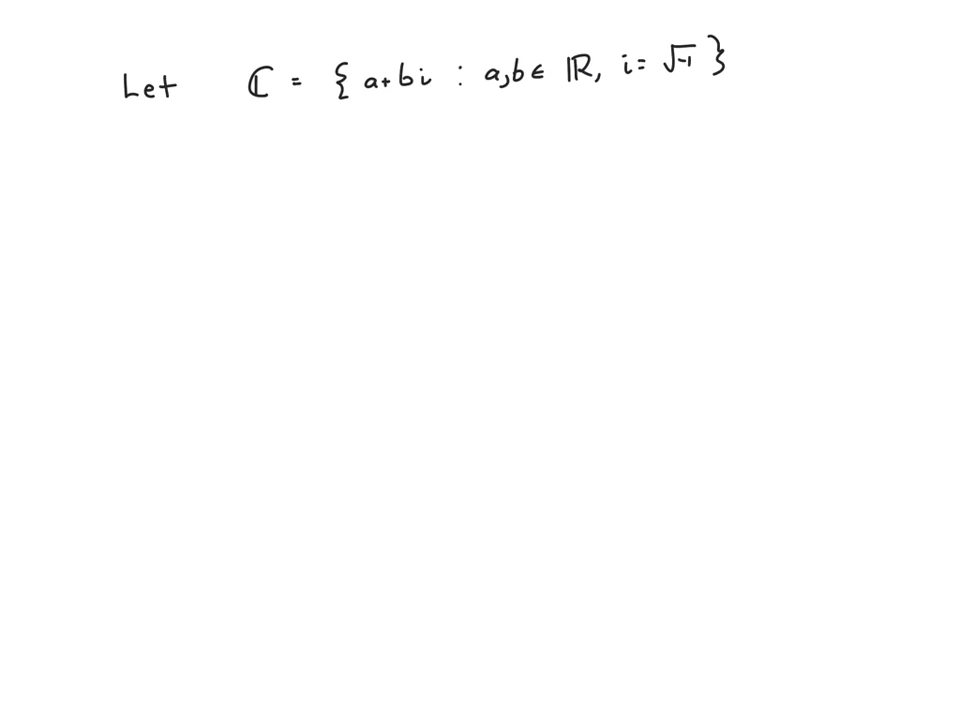 Let ℂ = { a+bi : a,b ∈ ℝ, i = √-1 }